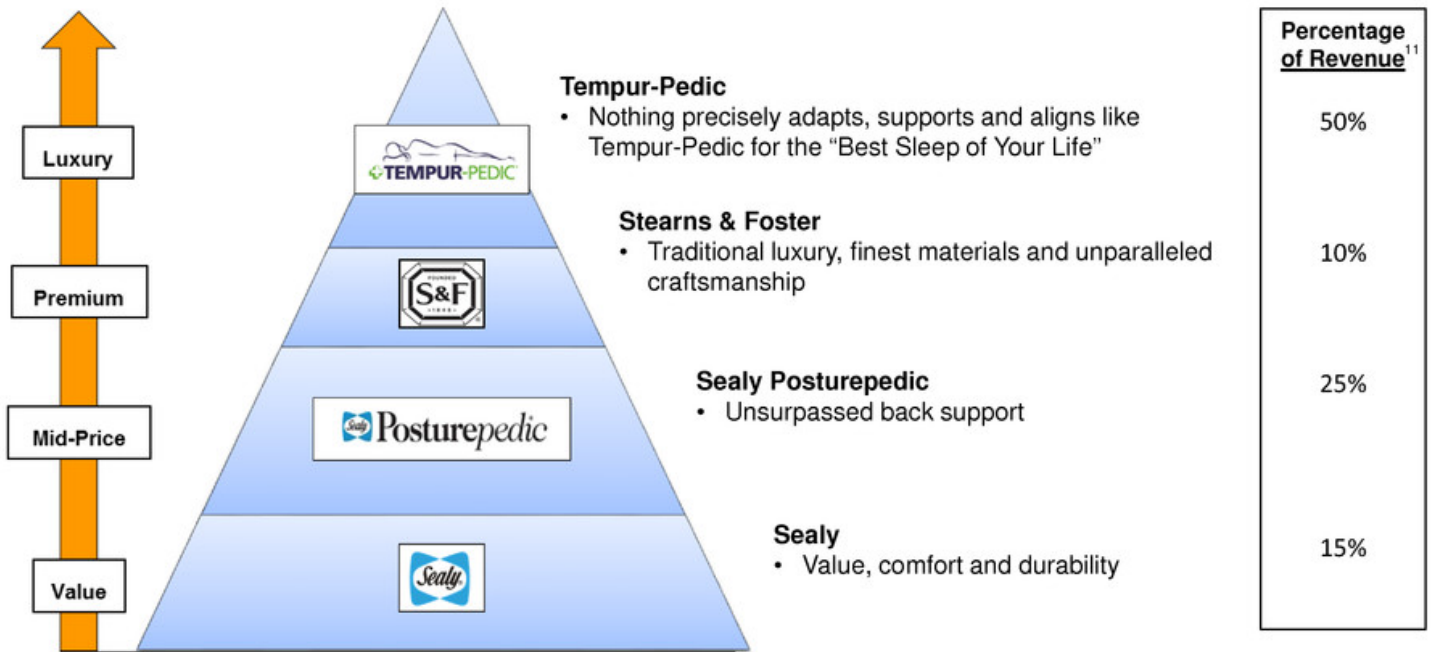 Percentage
of Revenue11
Tempur-Pedic
• Nothing precisely adapts, supports and aligns like
Tempur-Pedic for the “Best Sleep of Your Life”
50%
Luxury
TEMPUR-PEDIC
Stearns & Foster
• Traditional luxury, finest materials and unparalleled
craftsmanship
10%
Premium
FOUNDED
S&F
Sealy Posturepedic
• Unsurpassed back support
25%
Mid-Price
Sealy Posturepedic
Sealy
• Value, comfort and durability
15%
Value
Sealy